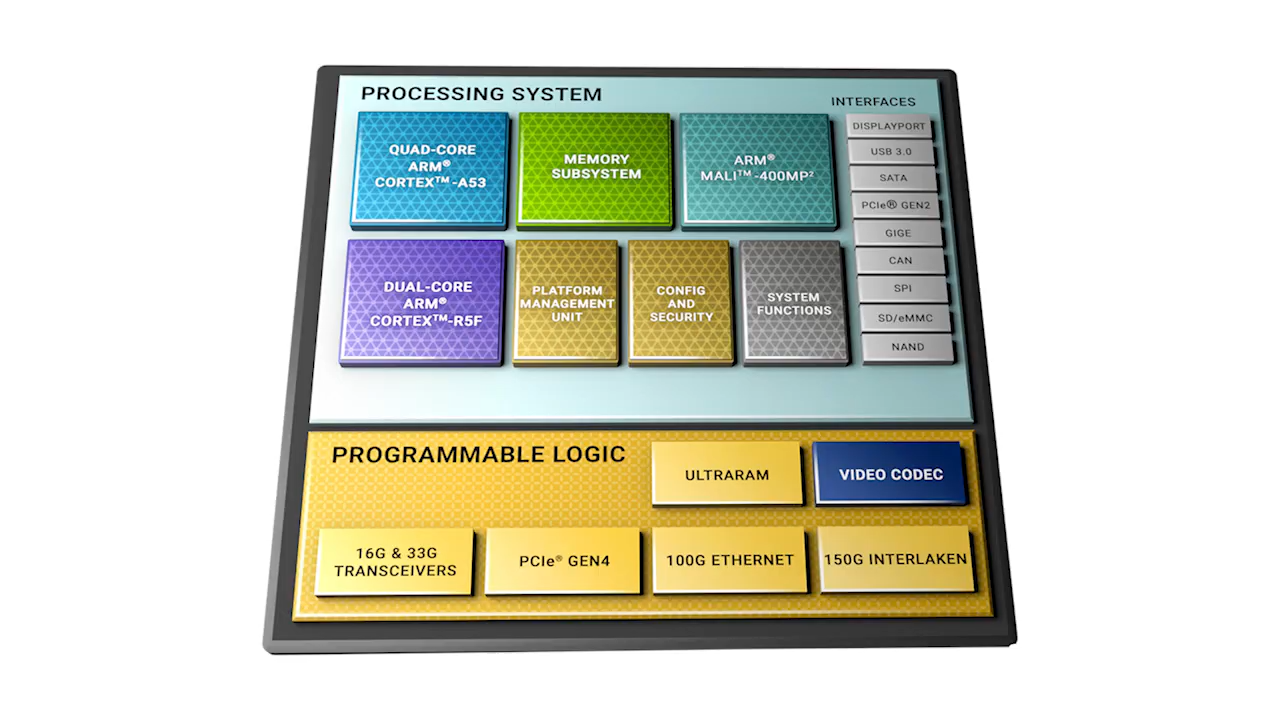 PROCESSING SYSTEM
INTERFACES
QUAD-CORE
ARM®
CORTEX™-A53
MEMORY
SUBSYSTEM
ARM®
MALI™-400MP²
DISPLAYPORT
USB 3.0
SATA
PCIe® GEN2
GIGE
CAN
SPI
SD/eMMC
NAND
DUAL-CORE
ARM®
CORTEX™-R5F
PLATFORM
MANAGEMENT
UNIT
CONFIG
AND
SECURITY
SYSTEM
FUNCTIONS
PROGRAMMABLE LOGIC
ULTRARAM
VIDEO CODEC
16G & 33G
TRANSCEIVERS
PCIe® GEN4
100G ETHERNET
150G INTERLAKEN